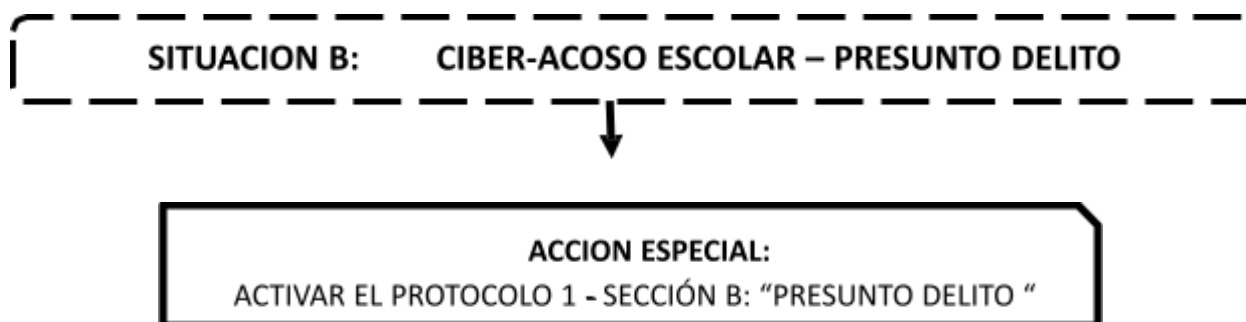 SITUACION B: CIBER-ACOSO ESCOLAR – PRESUNTO DELITO
ACCION ESPECIAL:
ACTIVAR EL PROTOCOLO 1 - SECCIÓN B: “PRESUNTO DELITO “